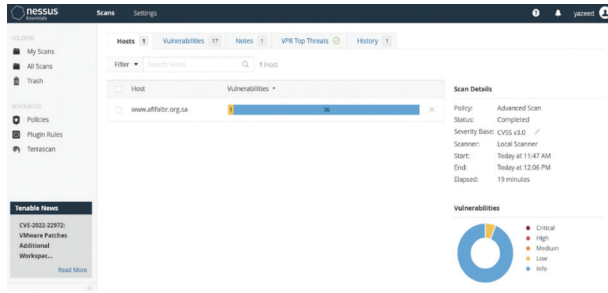 nessus
Essentials
Scans Settings
yazeed
FOLDERS
My Scans
All Scans
Trash
RESOURCES
Policies
Plugin Rules
Terrascan
Tenable News
CVE-2022-22972:
VMware Patches
Additional
Workspac...
Read More
Hosts 1 Vulnerabilities 17 Notes 1 VPR Top Threats History 1
Filter Search Hosts 1 Host
Host Vulnerabilities
1 36
Scan Details
Policy: Advanced Scan
Status: Completed
Severity Base: CVSS v3.0
Scanner: Local Scanner
Start: Today at 11:47 AM
End: Today at 12:06 PM
Elapsed: 19 minutes
Vulnerabilities
Critical
High
Medium
Low
Info